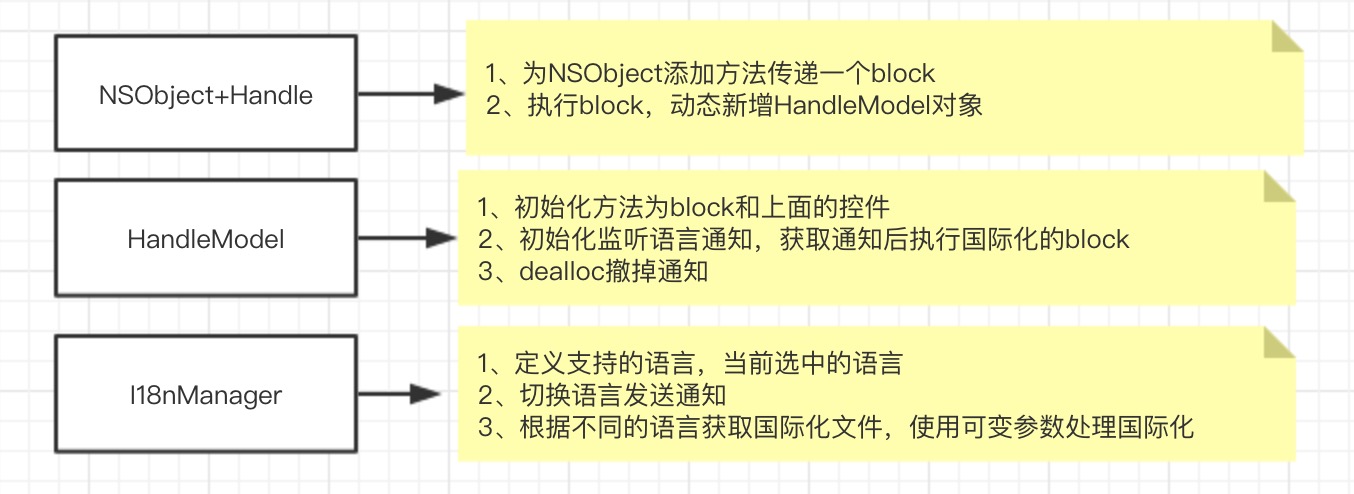 NSObject+Handle
1、为NSObject添加方法传递一个block
2、执行block，动态新增HandleModel对象
HandleModel
1、初始化方法为block和上面的控件
2、初始化监听语言通知，获取通知后执行国际化的block
3、dealloc撤掉通知
I18nManager
1、定义支持的语言，当前选中的语言
2、切换语言发送通知
3、根据不同的语言获取国际化文件，使用可变参数处理国际化